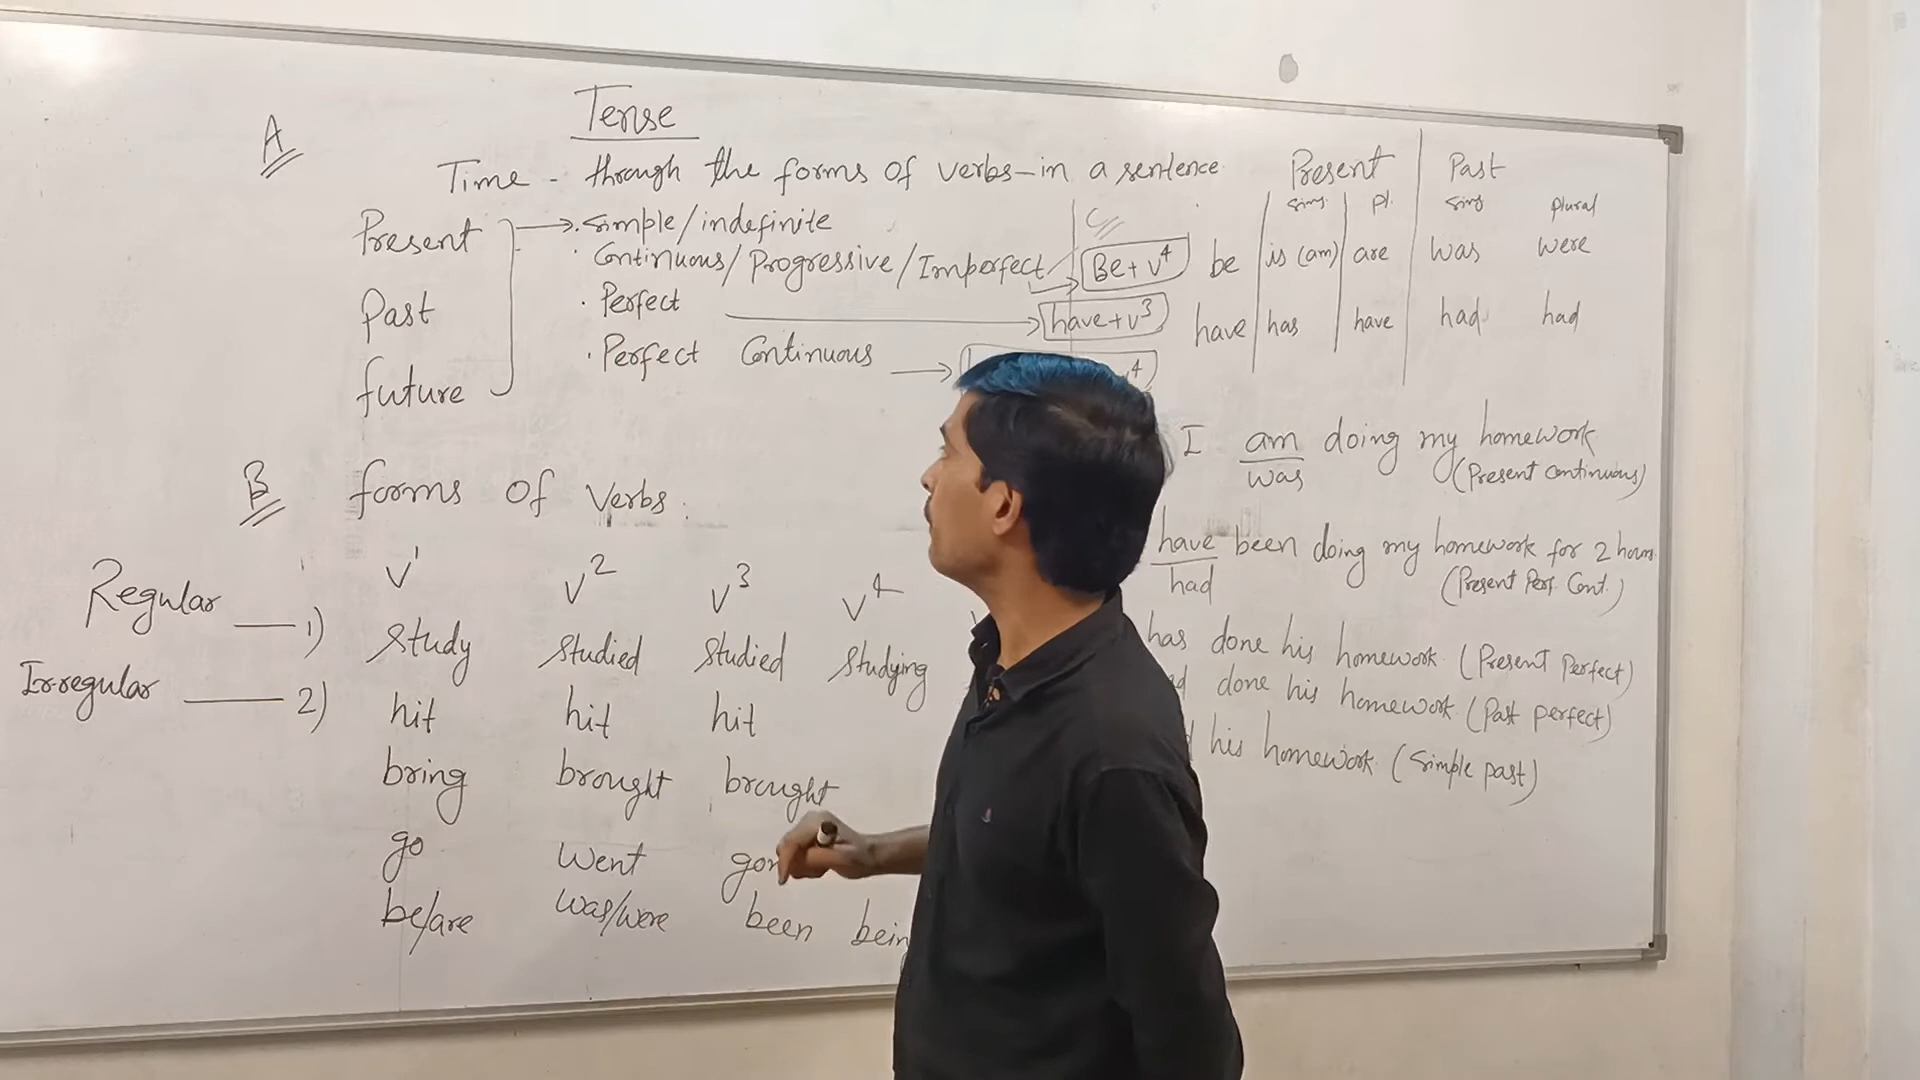 A
Tense
Time - through the forms of verbs - in a sentence
Present
Past
future
. Simple/indefinite
. Continuous/Progressive/Imperfect
. Perfect
. Perfect Continuous
C
Be + v4
have + v3
4
Present Past
sing. pl. sing plural
be is (am) are was were
have has have had had
B forms of Verbs
Regular 1)
Irregular 2)
V1 V2 V3 V4
study studied studied studying
hit hit hit
bring brought brought
go went
be/are was/were been
I am doing my homework
was
(Present continuous)
have been doing my homework for 2 hours
had
(Present Perf. Cont.)
has done his homework. (Present Perfect)
done his homework. (Past perfect)
his homework. (Simple past)